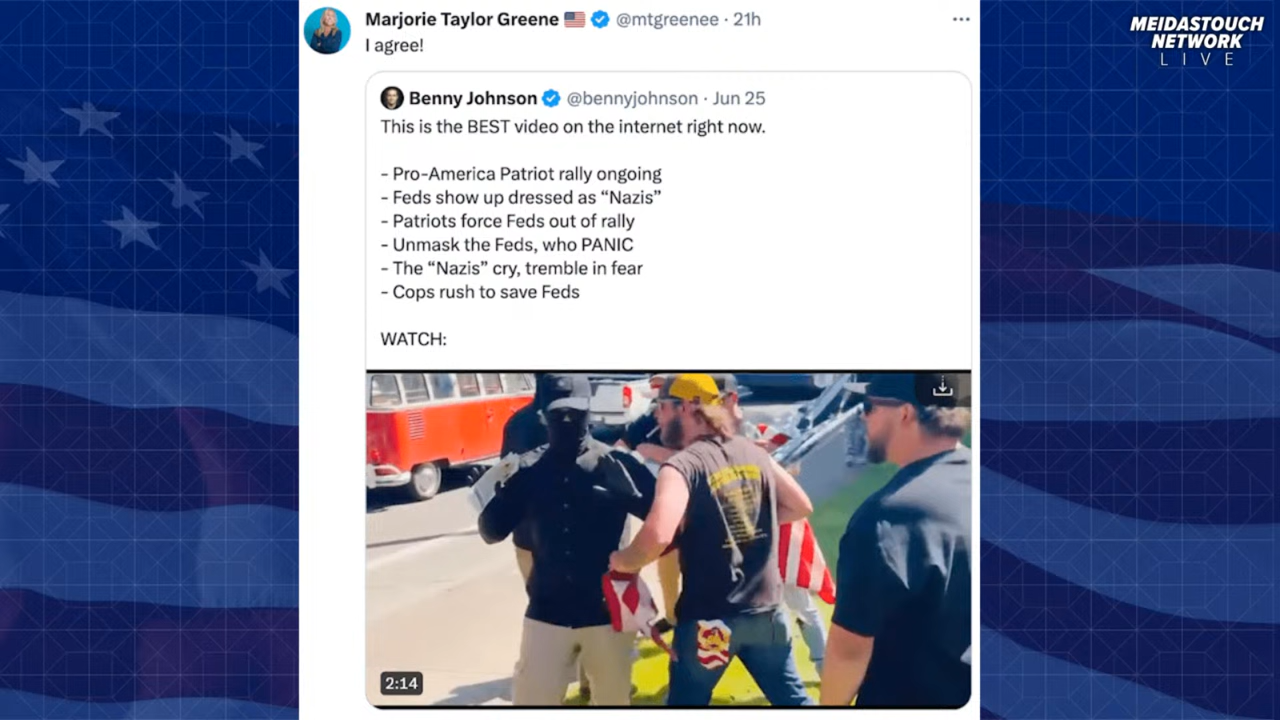 MEIDASTOUCH
NETWORK
LIVE
Marjorie Taylor Greene 🇺🇸 @mtgreenee · 21h
I agree!
Benny Johnson @bennyjohnson · Jun 25
This is the BEST video on the internet right now.
- Pro-America Patriot rally ongoing
- Feds show up dressed as “Nazis”
- Patriots force Feds out of rally
- Unmask the Feds, who PANIC
- The “Nazis” cry, tremble in fear
- Cops rush to save Feds
WATCH:
2:14